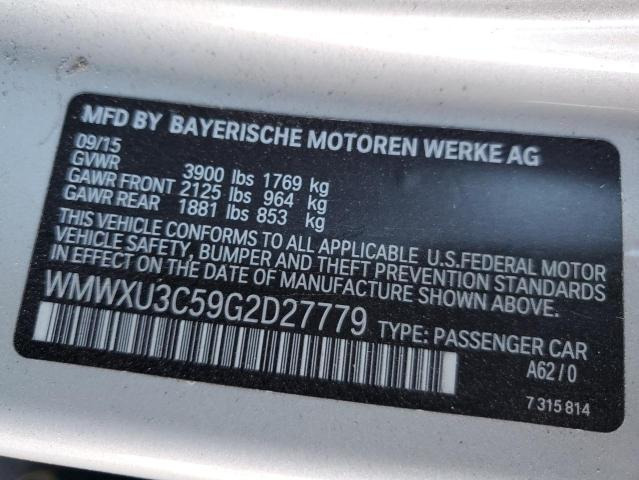 MFD BY BAYERISCHE MOTOREN WERKE AG
09/15
GVWR 3900 lbs 1769 kg
GAWR FRONT 2125 lbs 964 kg
GAWR REAR 1881 lbs 853 kg
THIS VEHICLE CONFORMS TO ALL APPLICABLE U.S.FEDERAL MOTOR
VEHICLE SAFETY, BUMPER AND THEFT PREVENTION STANDARDS
IN EFFECT ON THE DATE OF MANUFACTURE SHOWN ABOVE.
WMWXU3C59G2D27779 TYPE: PASSENGER CAR
A62/0
7 315 814